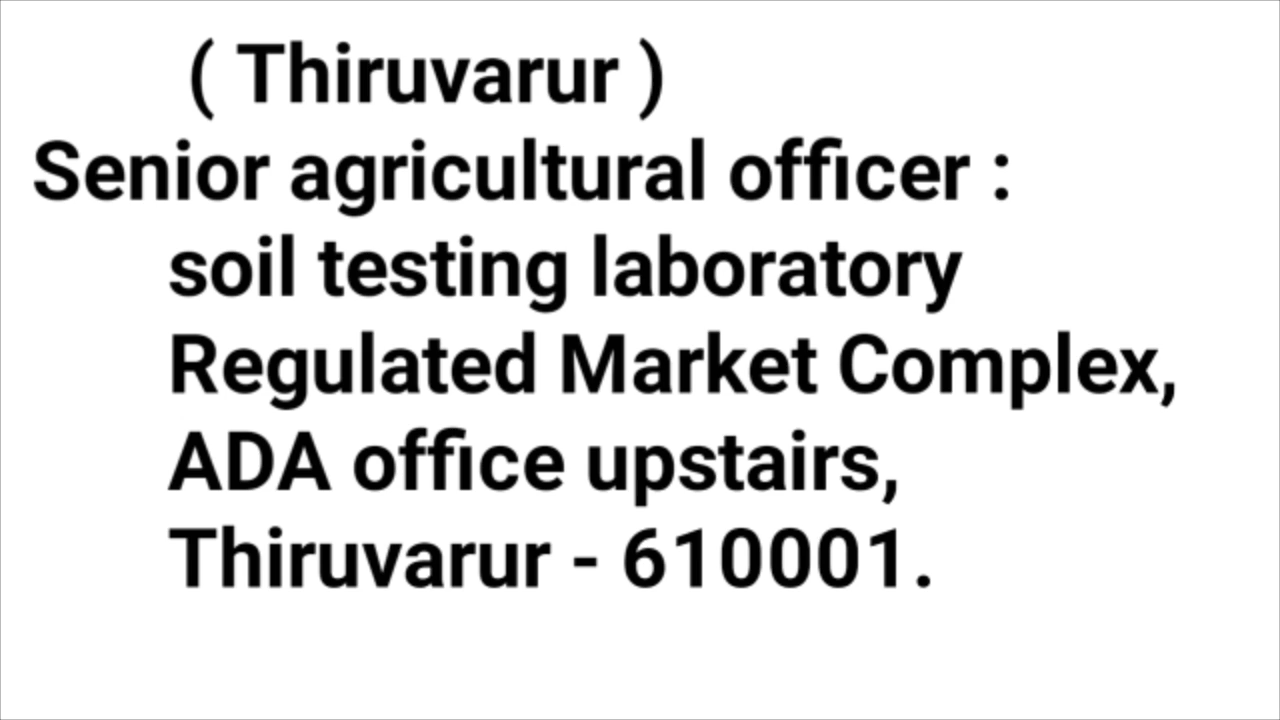 ( Thiruvarur )
Senior agricultural officer :
soil testing laboratory
Regulated Market Complex,
ADA office upstairs,
Thiruvarur - 610001.